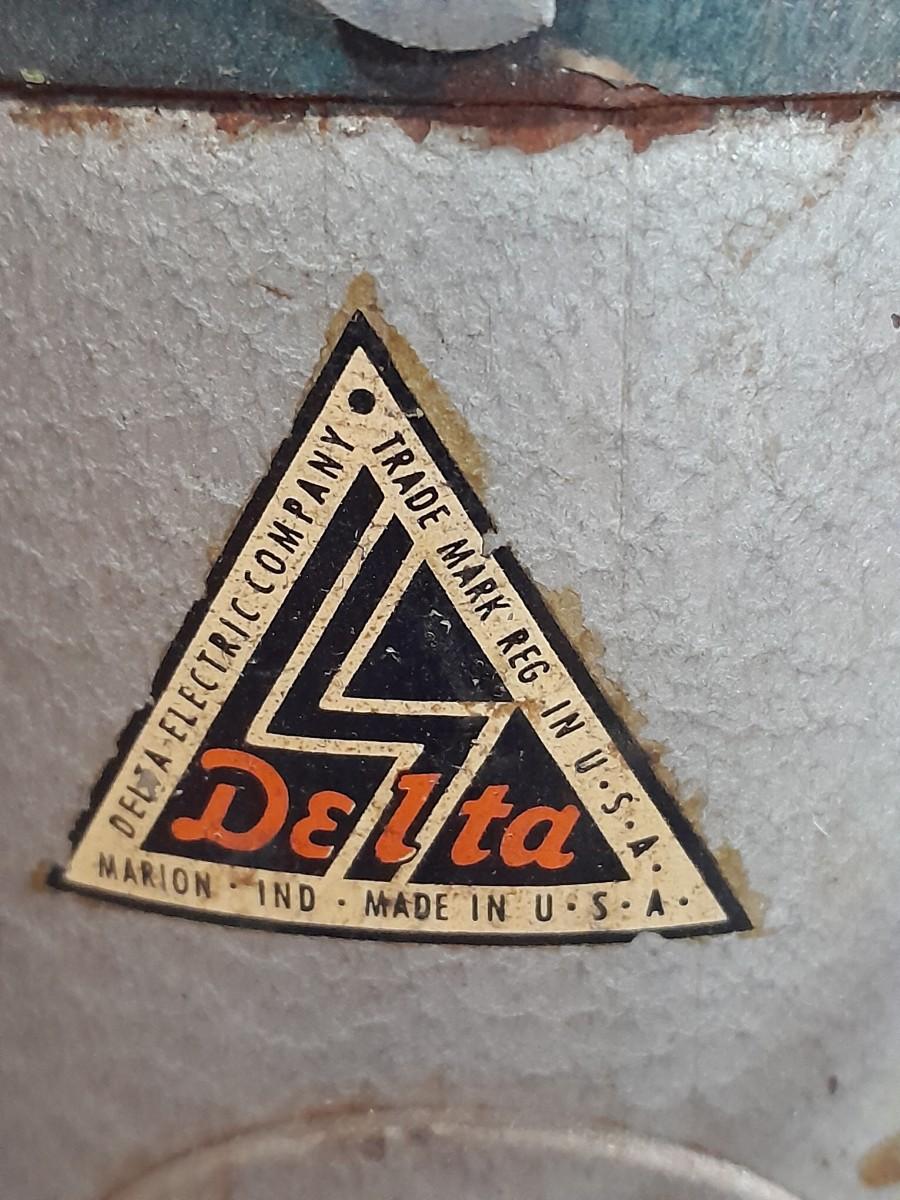 DELTA ELECTRIC COMPANY
TRADE MARK REG IN U.S.A.
Delta
MARION · IND · MADE IN U·S·A·